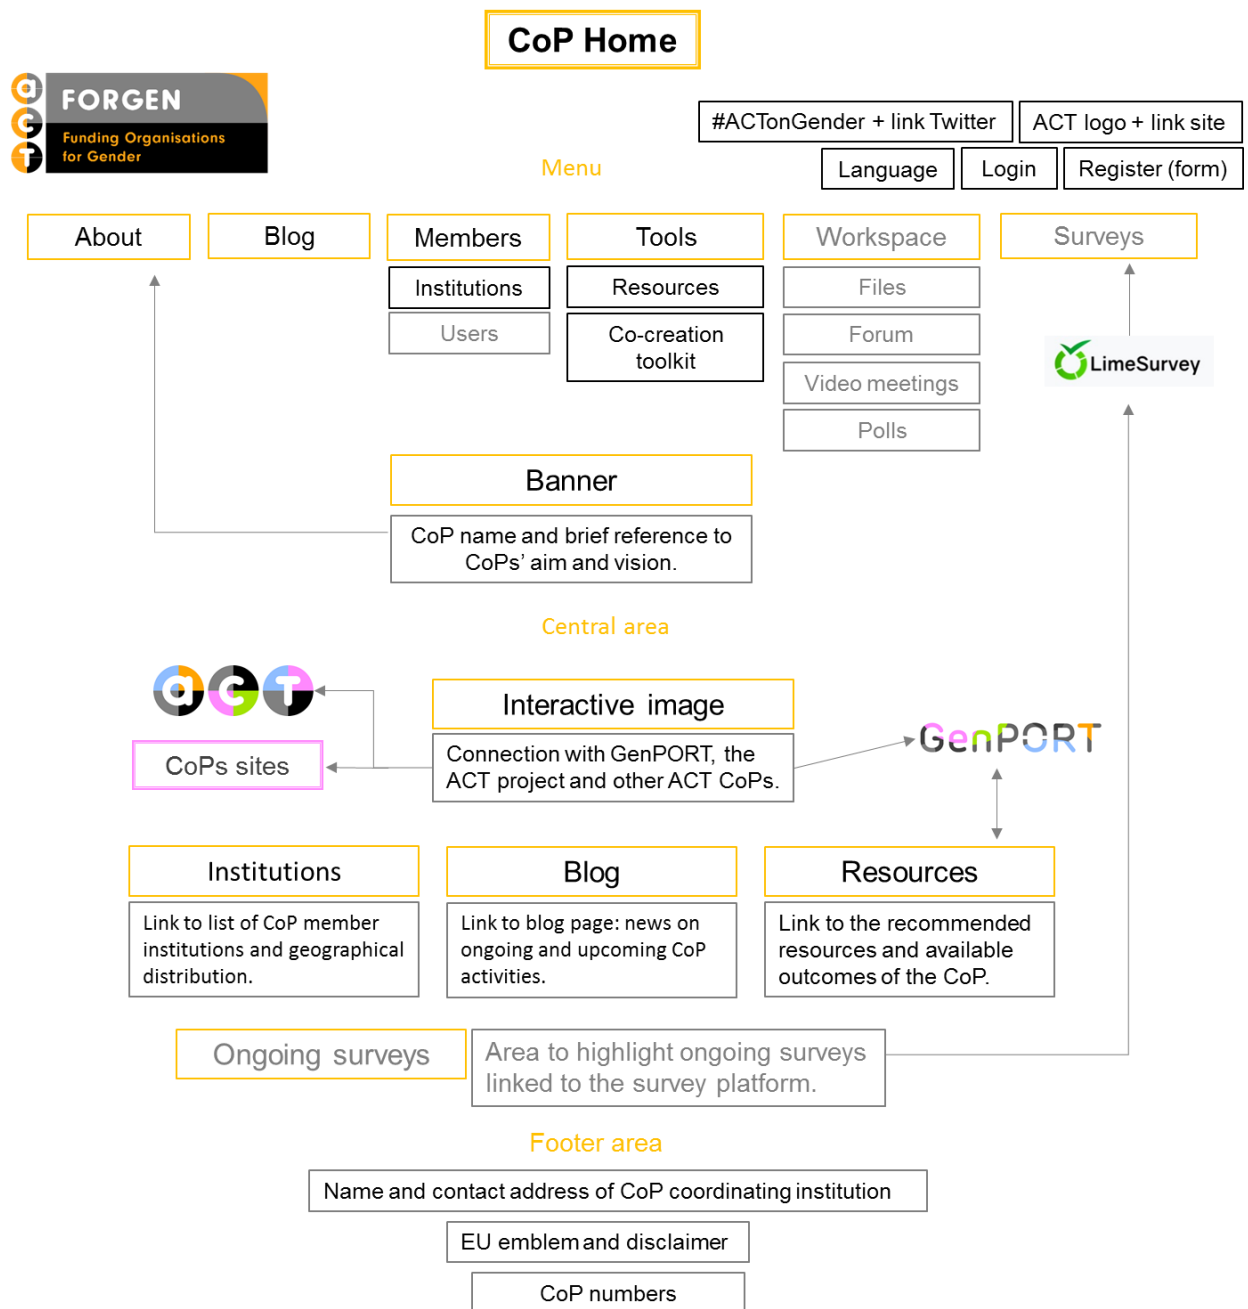 CoP Home
act
FORGEN
Funding Organisations
for Gender
#ACTonGender + link Twitter
ACT logo + link site
Menu
Language
Login
Register (form)
About
Blog
Members
Tools
Workspace
Surveys
Institutions
Users
Resources
Co-creation
toolkit
Files
Forum
Video meetings
Polls
LimeSurvey
Banner
CoP name and brief reference to
CoPs’ aim and vision.
Central area
act
CoPs sites
Interactive image
Connection with GenPORT, the
ACT project and other ACT CoPs.
GenPORT
Institutions
Link to list of CoP member
institutions and geographical
distribution.
Blog
Link to blog page: news on
ongoing and upcoming CoP
activities.
Resources
Link to the recommended
resources and available
outcomes of the CoP.
Ongoing surveys
Area to highlight ongoing surveys
linked to the survey platform.
Footer area
Name and contact address of CoP coordinating institution
EU emblem and disclaimer
CoP numbers